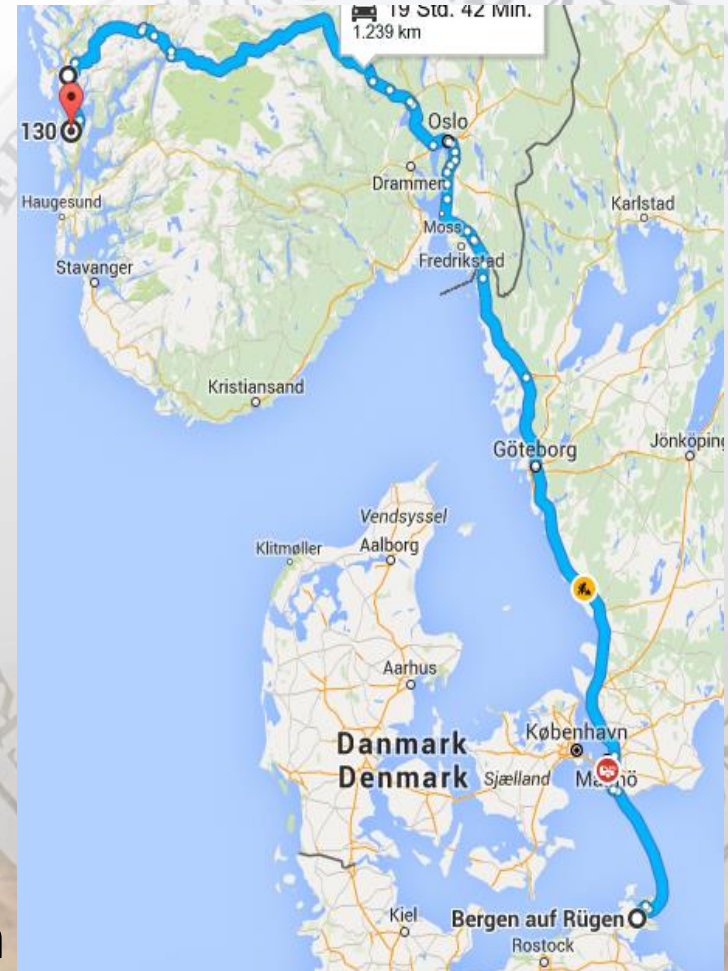 19 Std. 42 Min.
1.239 km
Oslo
130
Drammen
Haugesund
Karlstad
Moss
Fredrikstad
Stavanger
Kristiansand
Göteborg
Jönköping
Vendsyssel
Klitmøller
Aalborg
Aarhus
København
Danmark
Denmark
Sjælland
Kiel
Bergen auf Rügen
Rostock